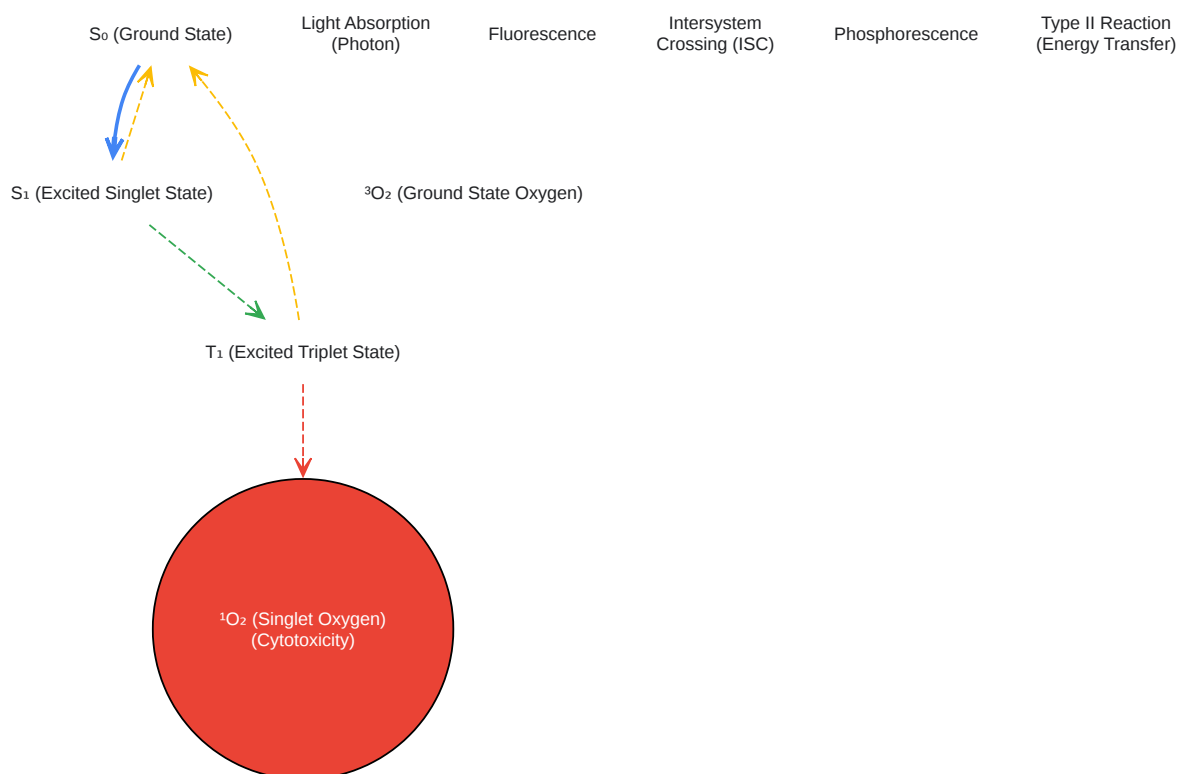 S₀ (Ground State)
Light Absorption
(Photon)
Fluorescence
Intersystem
Crossing (ISC)
Phosphorescence
Type II Reaction
(Energy Transfer)
S₁ (Excited Singlet State)
³O₂ (Ground State Oxygen)
T₁ (Excited Triplet State)
¹O₂ (Singlet Oxygen)
(Cytotoxicity)